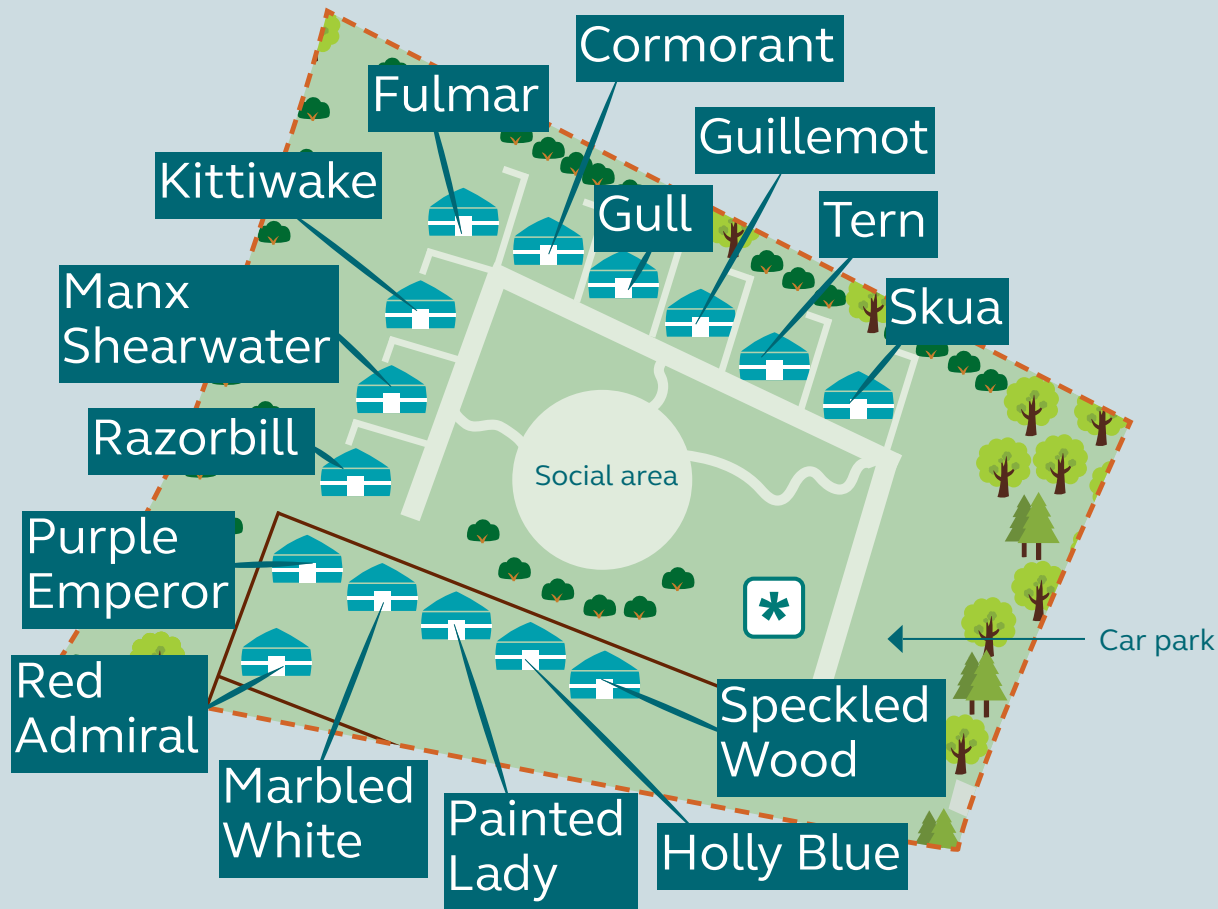 Cormorant
Fulmar
Guillemot
Kittiwake
Gull
Tern
Manx
Shearwater
Skua
Razorbill
Social area
Purple
Emperor
*
Car park
Red
Admiral
Speckled
Wood
Marbled
White
Painted
Lady
Holly Blue